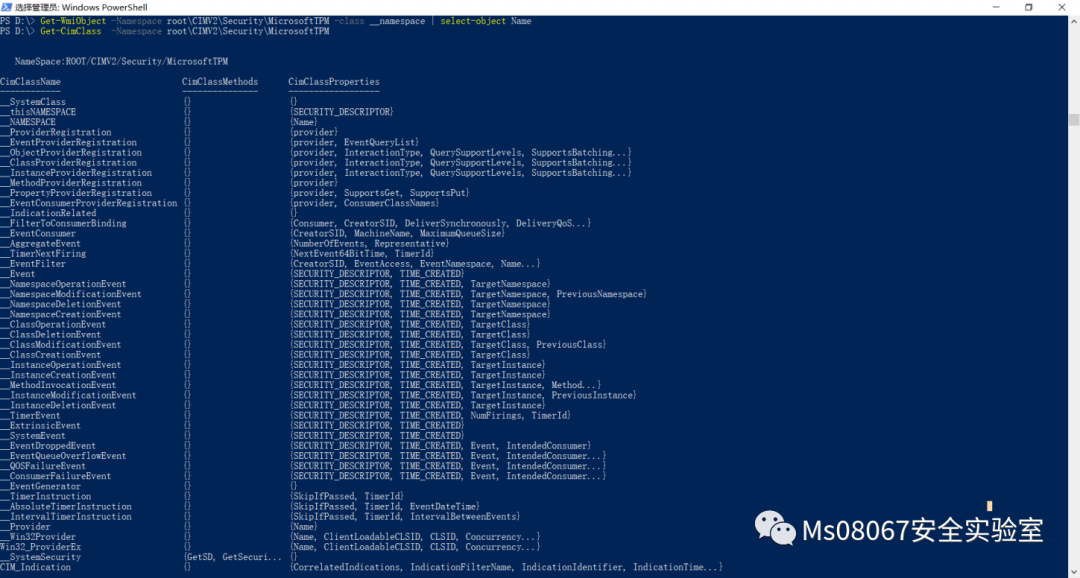 选择管理员: Windows PowerShell
PS D:\> Get-WmiObject -Namespace root\CIMV2\Security\MicrosoftTPM -class __namespace | select-object Name
PS D:\> Get-CimClass -Namespace root\CIMV2\Security\MicrosoftTPM
NameSpace:ROOT/CIMV2/Security/MicrosoftTPM
CimClassName CimClassMethods CimClassProperties
------------ --------------- ------------------
__SystemClass {} {}
__thisNAMESPACE {} {SECURITY_DESCRIPTOR}
__NAMESPACE {} {Name}
__ProviderRegistration {} {provider}
__EventProviderRegistration {} {provider, EventQueryList}
__ObjectProviderRegistration {} {provider, InteractionType, QuerySupportLevels, SupportsBatching...}
__ClassProviderRegistration {} {provider, InteractionType, QuerySupportLevels, SupportsBatching...}
__InstanceProviderRegistration {} {provider, InteractionType, QuerySupportLevels, SupportsBatching...}
__MethodProviderRegistration {} {provider}
__PropertyProviderRegistration {} {provider, SupportsGet, SupportsPut}
__EventConsumerProviderRegistration {} {provider, ConsumerClassNames}
__IndicationRelated {} {}
__FilterToConsumerBinding {} {Consumer, CreatorSID, DeliverSynchronously, DeliveryQoS...}
__EventConsumer {} {CreatorSID, MachineName, MaximumQueueSize}
__AggregateEvent {} {NumberOfEvents, Representative}
__TimerNextFiring {} {NextEvent64BitTime, TimerId}
__EventFilter {} {CreatorSID, EventAccess, EventNamespace, Name...}
__Event {} {SECURITY_DESCRIPTOR, TIME_CREATED}
__NamespaceOperationEvent {} {SECURITY_DESCRIPTOR, TIME_CREATED, TargetNamespace}
__NamespaceModificationEvent {} {SECURITY_DESCRIPTOR, TIME_CREATED, TargetNamespace, PreviousNamespace}
__NamespaceDeletionEvent {} {SECURITY_DESCRIPTOR, TIME_CREATED, TargetNamespace}
__NamespaceCreationEvent {} {SECURITY_DESCRIPTOR, TIME_CREATED, TargetNamespace}
__ClassOperationEvent {} {SECURITY_DESCRIPTOR, TIME_CREATED, TargetClass}
__ClassDeletionEvent {} {SECURITY_DESCRIPTOR, TIME_CREATED, TargetClass}
__ClassModificationEvent {} {SECURITY_DESCRIPTOR, TIME_CREATED, TargetClass, PreviousClass}
__ClassCreationEvent {} {SECURITY_DESCRIPTOR, TIME_CREATED, TargetClass}
__InstanceOperationEvent {} {SECURITY_DESCRIPTOR, TIME_CREATED, TargetInstance}
__InstanceCreationEvent {} {SECURITY_DESCRIPTOR, TIME_CREATED, TargetInstance}
__MethodInvocationEvent {} {SECURITY_DESCRIPTOR, TIME_CREATED, TargetInstance, Method...}
__InstanceModificationEvent {} {SECURITY_DESCRIPTOR, TIME_CREATED, TargetInstance, PreviousInstance}
__InstanceDeletionEvent {} {SECURITY_DESCRIPTOR, TIME_CREATED, TargetInstance}
__TimerEvent {} {SECURITY_DESCRIPTOR, TIME_CREATED, NumFirings, TimerId}
__ExtrinsicEvent {} {SECURITY_DESCRIPTOR, TIME_CREATED}
__SystemEvent {} {SECURITY_DESCRIPTOR, TIME_CREATED}
__EventDroppedEvent {} {SECURITY_DESCRIPTOR, TIME_CREATED, Event, IntendedConsumer}
__EventQueueOverflowEvent {} {SECURITY_DESCRIPTOR, TIME_CREATED, Event, IntendedConsumer...}
__QOSFailureEvent {} {SECURITY_DESCRIPTOR, TIME_CREATED, Event, IntendedConsumer...}
__ConsumerFailureEvent {} {SECURITY_DESCRIPTOR, TIME_CREATED, Event, IntendedConsumer...}
__EventGenerator {} {}
__TimerInstruction {} {SkipIfPassed, TimerId}
__AbsoluteTimerInstruction {} {SkipIfPassed, TimerId, EventDateTime}
__IntervalTimerInstruction {} {SkipIfPassed, TimerId, IntervalBetweenEvents}
__Provider {} {Name}
__Win32Provider {} {Name, ClientLoadableCLSID, CLSID, Concurrency...}
Win32_ProviderEx {} {Name, ClientLoadableCLSID, CLSID, Concurrency...}
__SystemSecurity {GetSD, GetSecuri... {}
CIM_Indication {} {CorrelatedIndications, IndicationFilterName, IndicationIdentifier, IndicationTime...}
Ms08067安全实验室